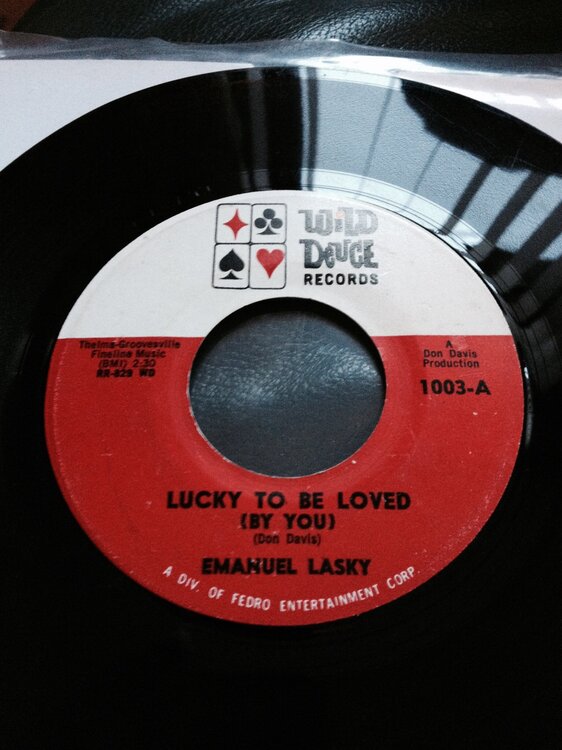 WiLD
DeUCE
RECORDS
Thelma-Groovesville
Fineline Music
(BMI) 2:30
RR-829 WD
A
Don Davis
Production
1003-A
LUCKY TO BE LOVED
(BY YOU)
(Don Davis)
EMANUEL LASKY
A DIV. OF FEDRO ENTERTAINMENT CORP.